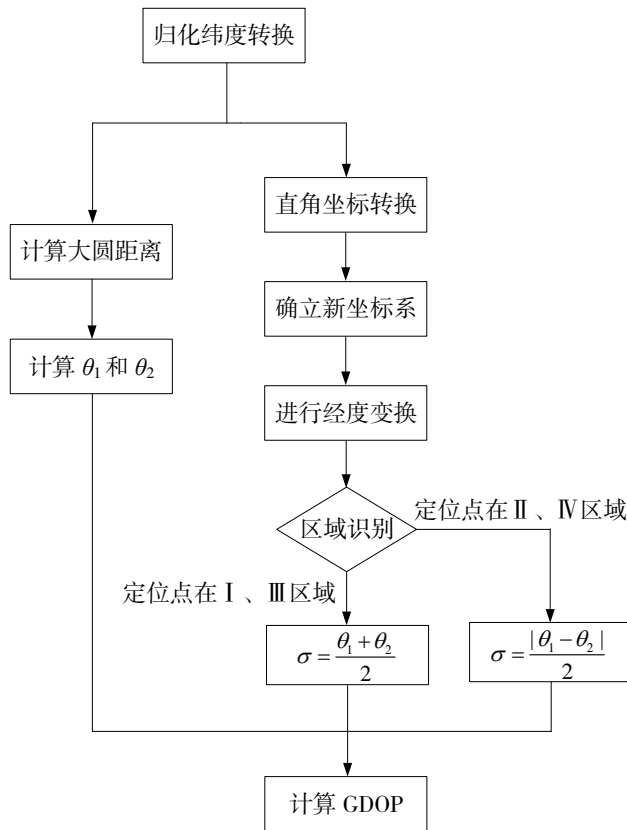 归化纬度转换
直角坐标转换
计算大圆距离
确立新坐标系
计算 θ₁ 和 θ₂
进行经度变换
区域识别
定位点在Ⅱ、Ⅳ区域
定位点在Ⅰ、Ⅲ区域
σ = (θ₁ + θ₂) / 2
σ = |θ₁ − θ₂| / 2
计算 GDOP